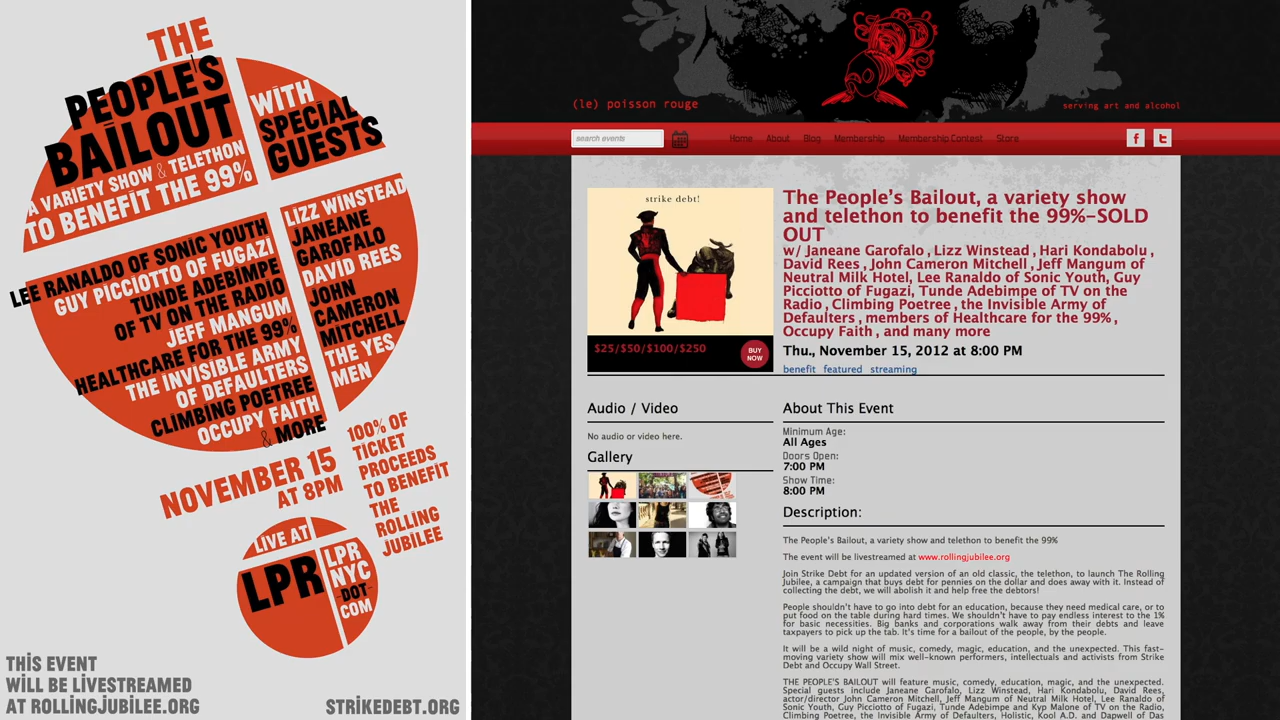 THE
PEOPLE'S
BAILOUT
A VARIETY SHOW & TELETHON
TO BENEFIT THE 99%
WITH
SPECIAL
GUESTS
LEE RANALDO OF SONIC YOUTH
GUY PICCIOTTO OF FUGAZI
TUNDE ADEBIMPE
OF TV ON THE RADIO
JEFF MANGUM
HEALTHCARE FOR THE 99%
THE INVISIBLE ARMY
OF DEFAULTERS
CLIMBING POETREE
OCCUPY FAITH
& MORE
LIZZ WINSTEAD
JANEANE
GAROFALO
DAVID REES
JOHN
CAMERON
MITCHELL
THE YES
MEN
NOVEMBER 15
AT 8PM
100% OF
TICKET
PROCEEDS
TO BENEFIT
THE
ROLLING
JUBILEE
LIVE AT
LPR
LPR
NYC
-DOT-
COM
THIS EVENT
WILL BE LIVESTREAMED
AT ROLLINGJUBILEE.ORG
STRIKEDEBT.ORG
(le) poisson rouge
serving art and alcohol
search events
Home About Blog Membership Membership Contest Store
strike debt!
$25/$50/$100/$250
BUY
NOW
The People's Bailout, a variety show
and telethon to benefit the 99%-SOLD
OUT
w/ Janeane Garofalo , Lizz Winstead , Hari Kondabolu ,
David Rees , John Cameron Mitchell , Jeff Mangum of
Neutral Milk Hotel, Lee Ranaldo of Sonic Youth, Guy
Picciotto of Fugazi, Tunde Adebimpe of TV on the
Radio , Climbing Poetree , the Invisible Army of
Defaulters , members of Healthcare for the 99% ,
Occupy Faith , and many more
Thu., November 15, 2012 at 8:00 PM
benefit featured streaming
Audio / Video
No audio or video here.
Gallery
About This Event
Minimum Age:
All Ages
Doors Open:
7:00 PM
Show Time:
8:00 PM
Description:
The People's Bailout, a variety show and telethon to benefit the 99%
The event will be livestreamed at www.rollingjubilee.org
Join Strike Debt for an updated version of an old classic, the telethon, to launch The Rolling
Jubilee, a campaign that buys debt for pennies on the dollar and does away with it. Instead of
collecting the debt, we will abolish it and help free the debtors!
People shouldn't have to go into debt for an education, because they need medical care, or to
put food on the table during hard times. We shouldn't have to pay endless interest to the 1%
for basic necessities. Big banks and corporations walk away from their debts and leave
taxpayers to pick up the tab. It's time for a bailout of the people, by the people.
It will be a wild night of music, comedy, magic, education, and the unexpected. This fast-
moving variety show will mix well-known performers, intellectuals and activists from Strike
Debt and Occupy Wall Street.
THE PEOPLE'S BAILOUT will feature music, comedy, education, magic, and the unexpected.
Special guests include Janeane Garofalo, Lizz Winstead, Hari Kondabolu, David Rees,
actor/director John Cameron Mitchell, Jeff Mangum of Neutral Milk Hotel, Lee Ranaldo of Sonic
Youth, Guy Picciotto of Fugazi, Tunde Adebimpe and Kyp Malone of TV on the Radio,
Climbing Poetree, the Invisible Army of Defaulters, Holistic, Kool A.D. and Dapwell of Das